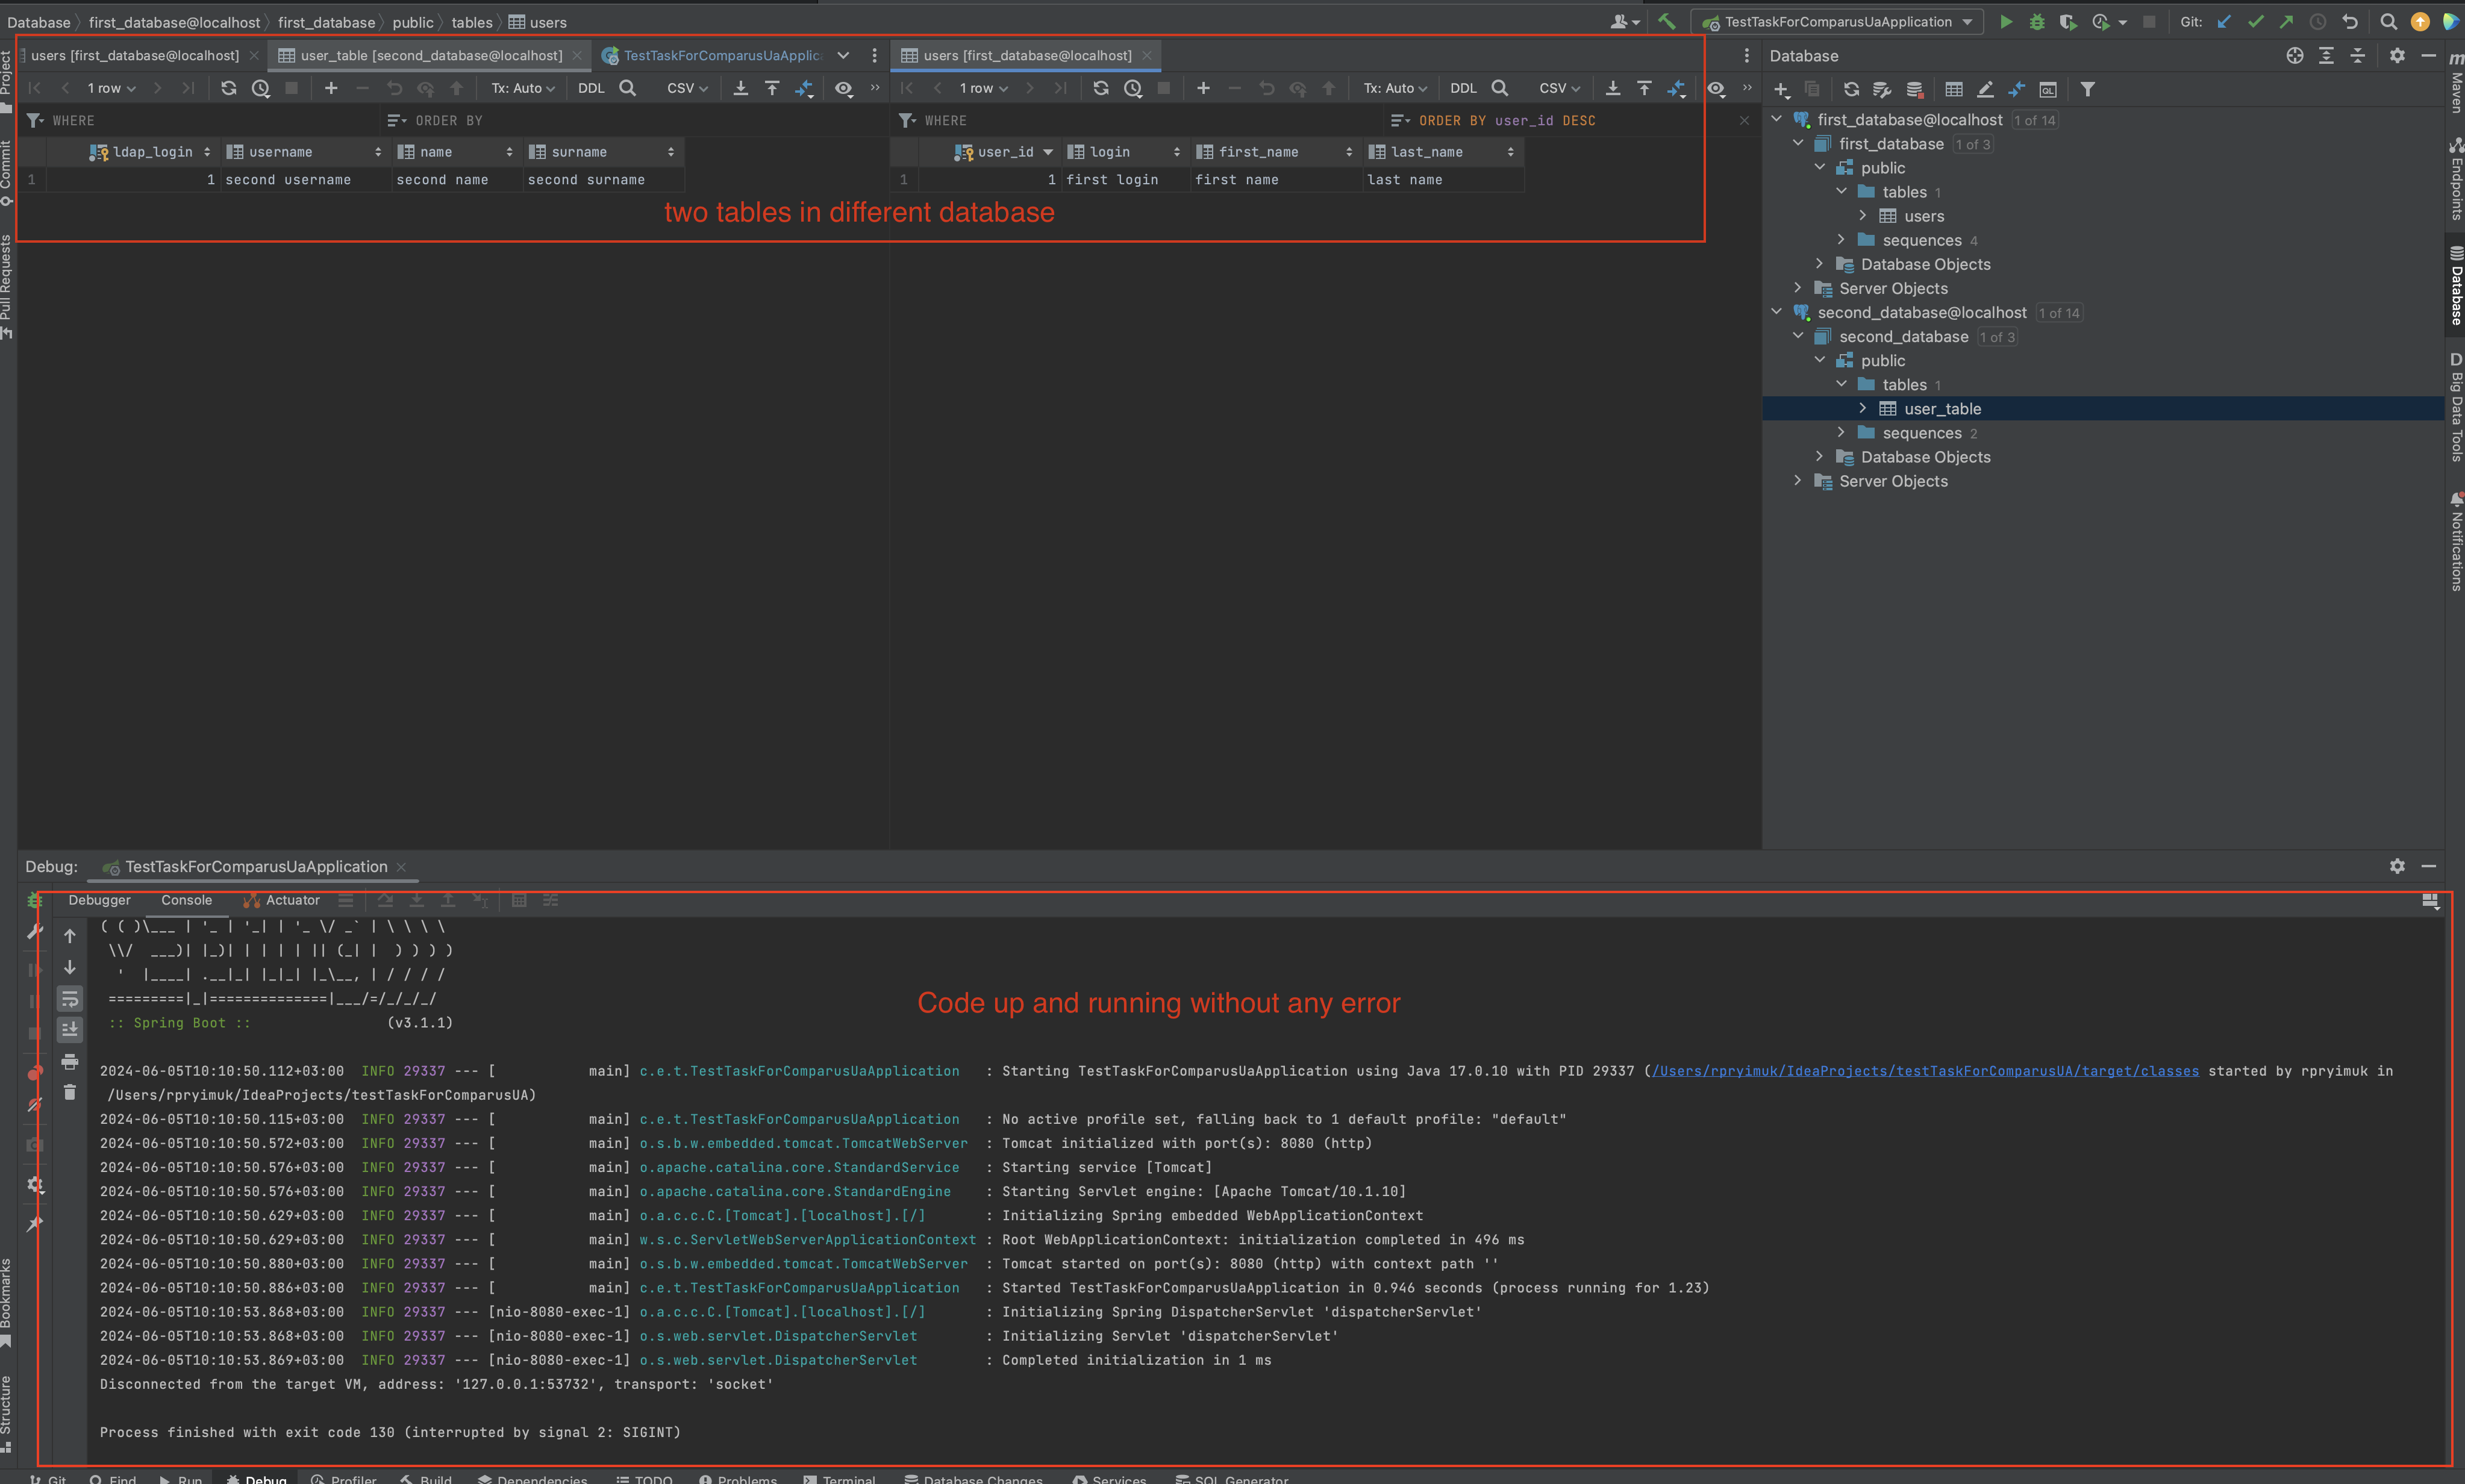 Database first_database@localhost first_database public tables users
TestTaskForComparusUaApplication Git:
users [first_database@localhost] user_table [second_database@localhost] TestTaskForComparusUaApplic users [first_database@localhost] Database
1 row Tx: Auto DDL CSV 1 row Tx: Auto DDL CSV
WHERE ORDER BY WHERE ORDER BY user_id DESC
ldap_login username name surname user_id login first_name last_name
1 1 second username second name second surname 1 1 first login first name last name
two tables in different database
first_database@localhost 1 of 14
first_database 1 of 3
public
tables 1
users
sequences 4
Database Objects
Server Objects
second_database@localhost 1 of 14
second_database 1 of 3
public
tables 1
user_table
sequences 2
Database Objects
Server Objects
Project
Commit
Pull Requests
Bookmarks
Structure
m
Maven
Endpoints
Database
D
Big Data Tools
Notifications
Debug: TestTaskForComparusUaApplication
Debugger Console Actuator
( ( )\___ | '_ | '_| | '_ \/ _` | \ \ \ \
\\/  ___)| |_)| | | | | || (_| |  ) ) ) )
'  |____| .__|_| |_|_| |_\__, | / / / /
=========|_|==============|___/=/_/_/_/
:: Spring Boot :: (v3.1.1)
Code up and running without any error
2024-06-05T10:10:50.112+03:00  INFO 29337 --- [           main] c.e.t.TestTaskForComparusUaApplication   : Starting TestTaskForComparusUaApplication using Java 17.0.10 with PID 29337 (/Users/rpryimuk/IdeaProjects/testTaskForComparusUA/target/classes started by rpryimuk in
/Users/rpryimuk/IdeaProjects/testTaskForComparusUA)
2024-06-05T10:10:50.115+03:00  INFO 29337 --- [           main] c.e.t.TestTaskForComparusUaApplication   : No active profile set, falling back to 1 default profile: "default"
2024-06-05T10:10:50.572+03:00  INFO 29337 --- [           main] o.s.b.w.embedded.tomcat.TomcatWebServer  : Tomcat initialized with port(s): 8080 (http)
2024-06-05T10:10:50.576+03:00  INFO 29337 --- [           main] o.apache.catalina.core.StandardService   : Starting service [Tomcat]
2024-06-05T10:10:50.576+03:00  INFO 29337 --- [           main] o.apache.catalina.core.StandardEngine    : Starting Servlet engine: [Apache Tomcat/10.1.10]
2024-06-05T10:10:50.629+03:00  INFO 29337 --- [           main] o.a.c.c.C.[Tomcat].[localhost].[/]       : Initializing Spring embedded WebApplicationContext
2024-06-05T10:10:50.629+03:00  INFO 29337 --- [           main] w.s.c.ServletWebServerApplicationContext : Root WebApplicationContext: initialization completed in 496 ms
2024-06-05T10:10:50.880+03:00  INFO 29337 --- [           main] o.s.b.w.embedded.tomcat.TomcatWebServer  : Tomcat started on port(s): 8080 (http) with context path ''
2024-06-05T10:10:50.886+03:00  INFO 29337 --- [           main] c.e.t.TestTaskForComparusUaApplication   : Started TestTaskForComparusUaApplication in 0.946 seconds (process running for 1.23)
2024-06-05T10:10:53.868+03:00  INFO 29337 --- [nio-8080-exec-1] o.a.c.c.C.[Tomcat].[localhost].[/]       : Initializing Spring DispatcherServlet 'dispatcherServlet'
2024-06-05T10:10:53.868+03:00  INFO 29337 --- [nio-8080-exec-1] o.s.web.servlet.DispatcherServlet        : Initializing Servlet 'dispatcherServlet'
2024-06-05T10:10:53.869+03:00  INFO 29337 --- [nio-8080-exec-1] o.s.web.servlet.DispatcherServlet        : Completed initialization in 1 ms
Disconnected from the target VM, address: '127.0.0.1:53732', transport: 'socket'
Process finished with exit code 130 (interrupted by signal 2: SIGINT)
Git Find Run Debug Profiler Build Dependencies TODO Problems Terminal Database Changes Services SQL Generator